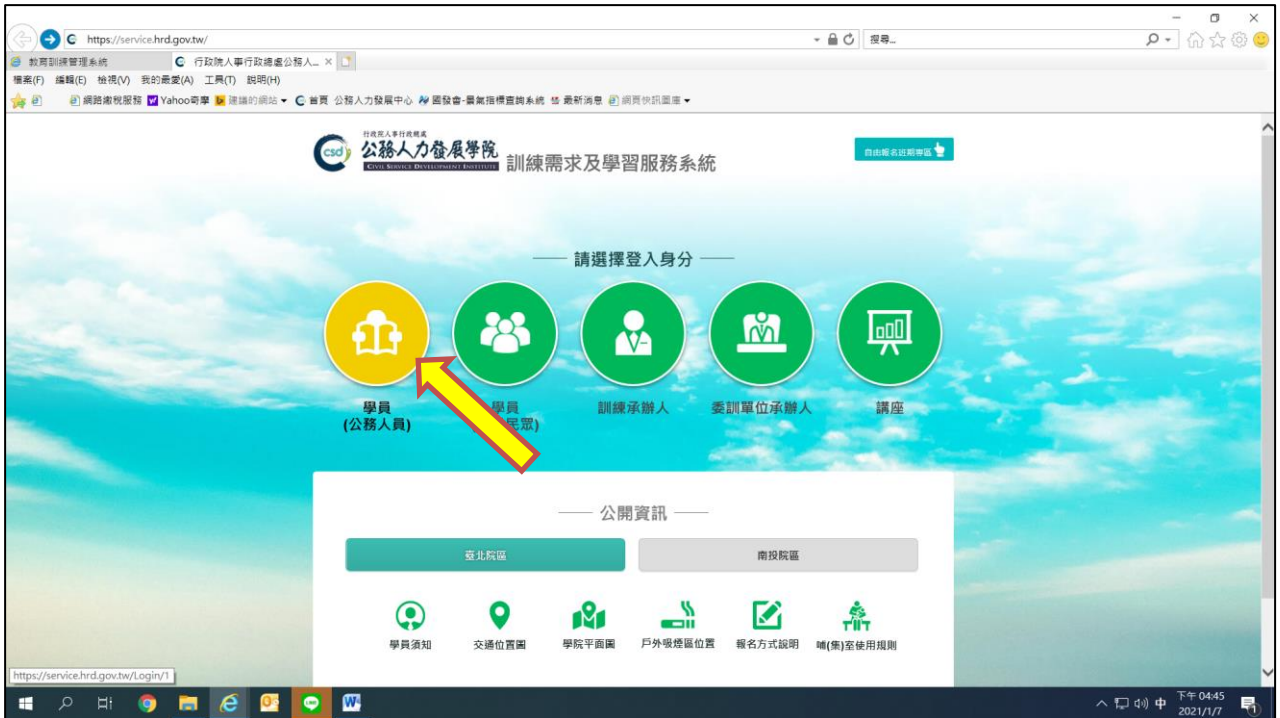 https://service.hrd.gov.tw/
搜尋...
教育訓練管理系統
行政院人事行政總處公務人...
檔案(F) 編輯(E) 檢視(V) 我的最愛(A) 工具(T) 說明(H)
網路繳稅服務 Yahoo奇摩 建議的網站 首頁 公務人力發展中心 國發會-景氣指標查詢系統 最新消息 網頁快訊圖庫
行政院人事行政總處
csdi 公務人力發展學院
CIVIL SERVICE DEVELOPMENT INSTITUTE
訓練需求及學習服務系統
自由報名班期專區
請選擇登入身分
學員
(公務人員)
學員
民眾)
訓練承辦人
委訓單位承辦人
講座
公開資訊
臺北院區
南投院區
學員須知
交通位置圖
學院平面圖
戶外吸煙區位置
報名方式說明
哺(集)室使用規則
https://service.hrd.gov.tw/Login/1
中
下午 04:45
2021/1/7